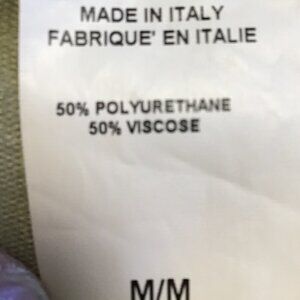 MADE IN ITALY
FABRIQUE' EN ITALIE
50% POLYURETHANE
50% VISCOSE
M/M